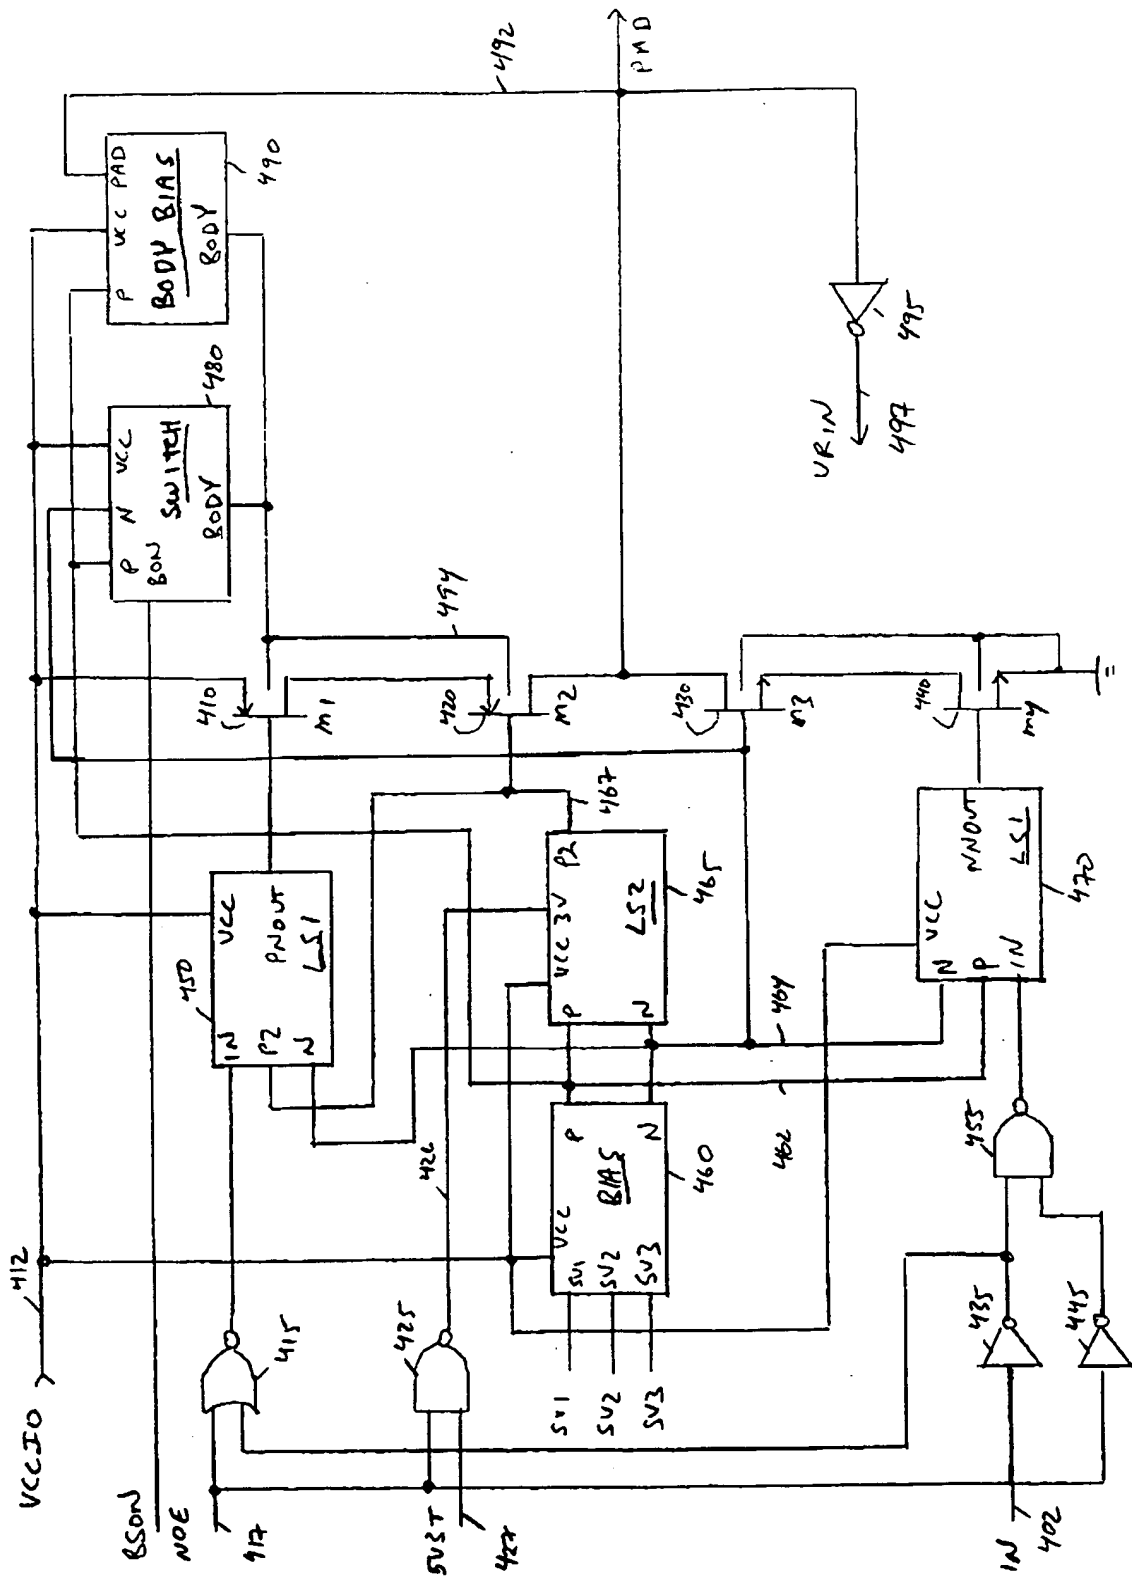 VCCIO
412
BSON
NOE
417
SV3T
427
IN
402
415
425
435
445
455
426
SV1
SV2
SV3
VCC
SV1
SV2
SV3
BIAS
P
N
460
462
464
IN
P2
N
VCC
PNOUT
LS1
450
P
N
VCC
3V
LS2
P2
465
467
VCC
N
P
IN
NNOUT
LS1
470
410
M1
420
M2
430
M3
440
M4
494
P
N
VCC
BON
SWITCH
BODY
480
P
VCC
PAD
BODY BIAS
BODY
490
492
PAD
495
VRIN
497